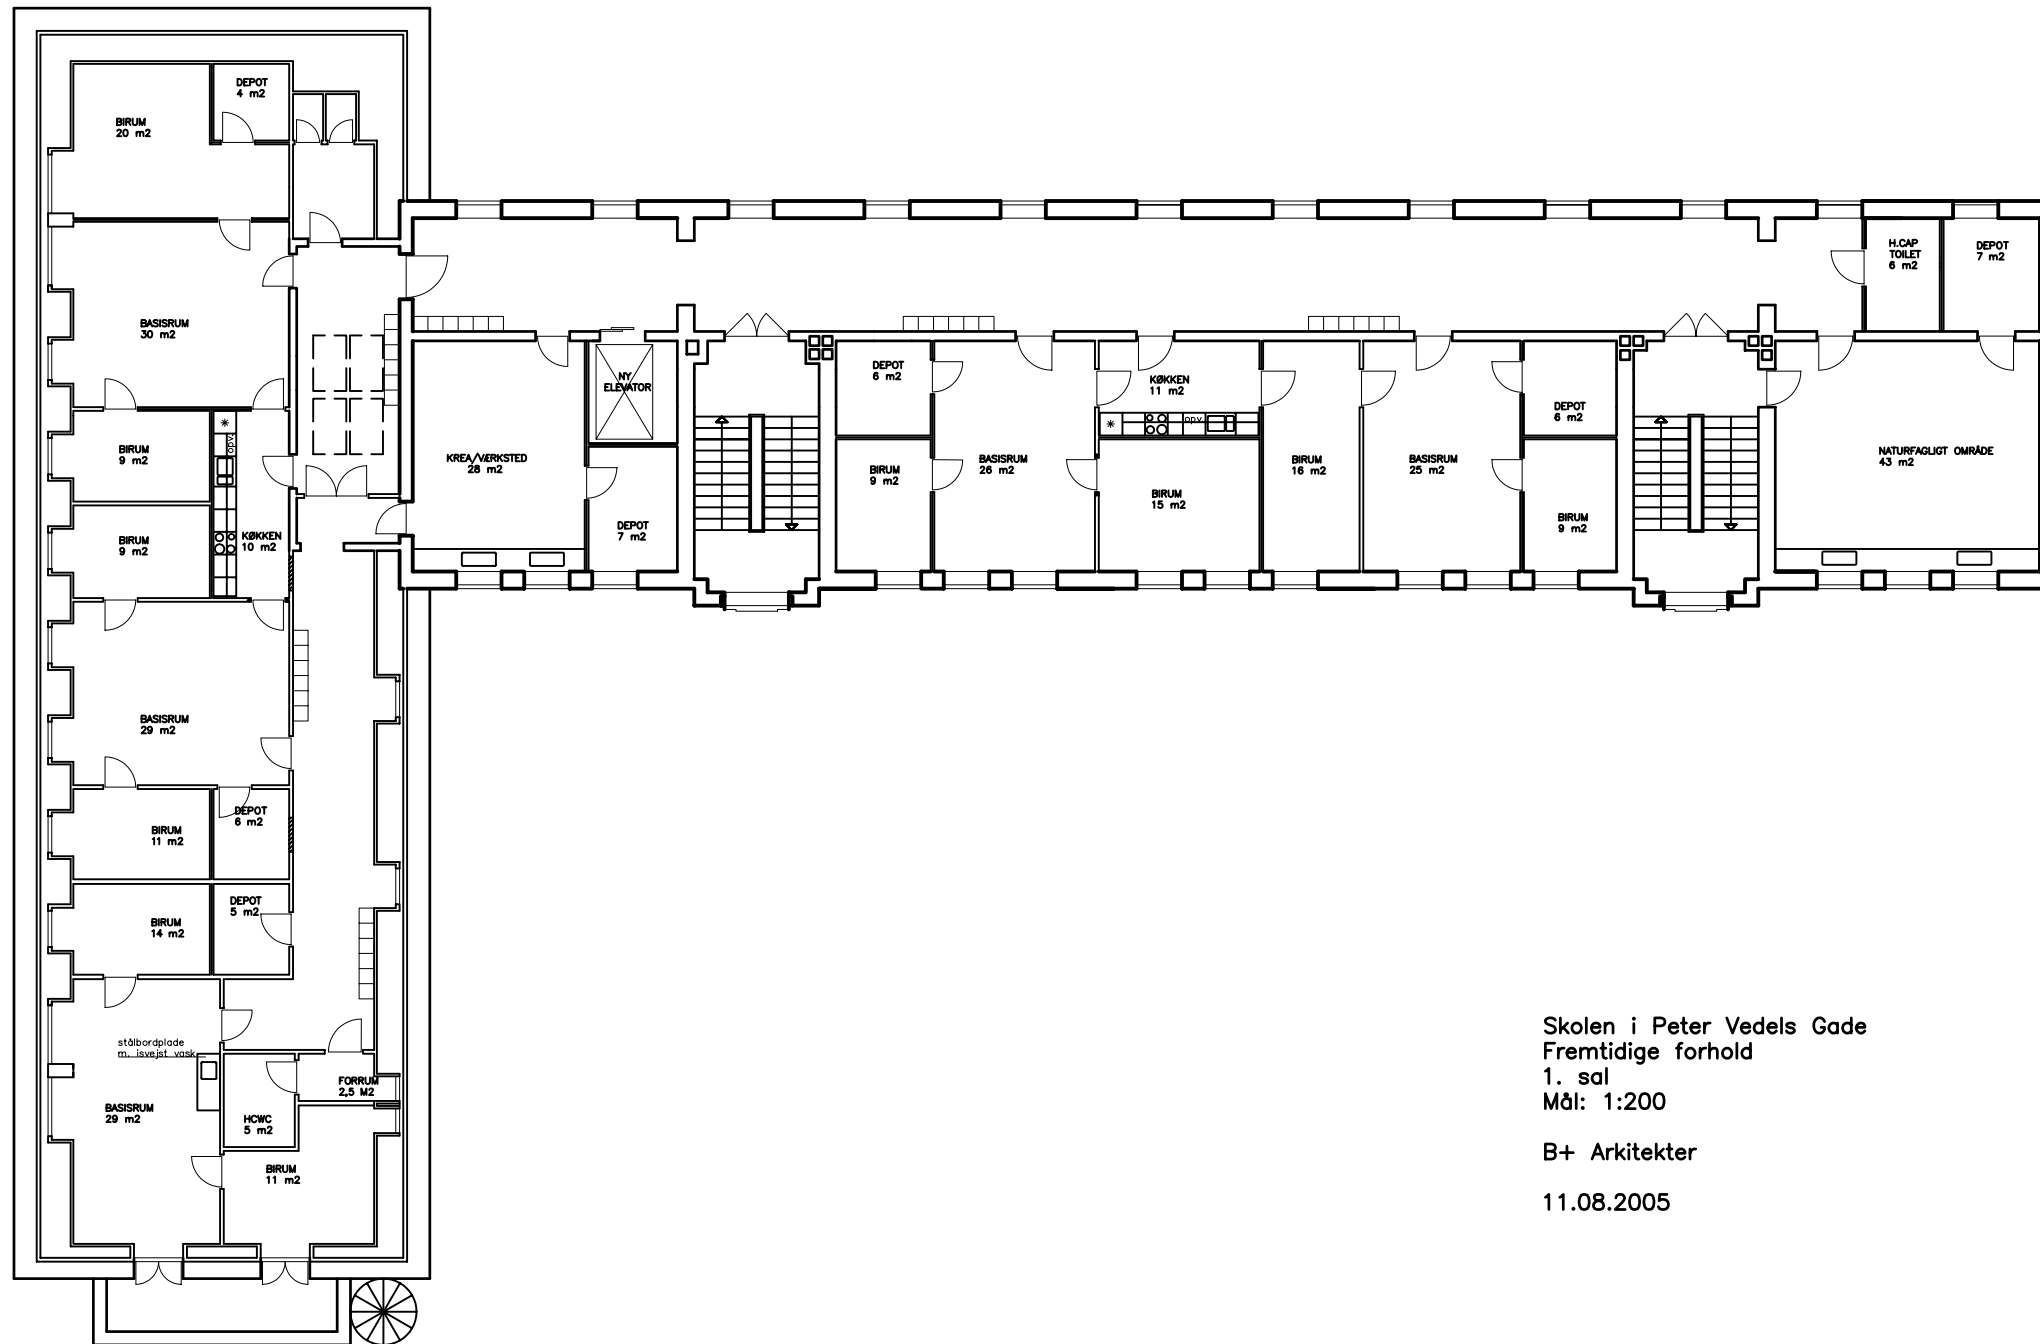 DEPOT
4 m2
BIRUM
20 m2
BASISRUM
30 m2
BIRUM
9 m2
opv.
BIRUM
9 m2
KØKKEN
10 m2
BASISRUM
29 m2
DEPOT
6 m2
BIRUM
11 m2
DEPOT
5 m2
BIRUM
14 m2
stålbordplade
m. isvejst vask
BASISRUM
29 m2
FORRUM
2,5 M2
HCWC
5 m2
BIRUM
11 m2
KREA/VÆRKSTED
28 m2
NY
ELEVATOR
DEPOT
7 m2
DEPOT
6 m2
BIRUM
9 m2
BASISRUM
26 m2
KØKKEN
11 m2
opv.
BIRUM
15 m2
BIRUM
16 m2
BASISRUM
25 m2
DEPOT
6 m2
BIRUM
9 m2
H.CAP
TOILET
6 m2
DEPOT
7 m2
NATURFAGLIGT OMRÅDE
43 m2
Skolen i Peter Vedels Gade
Fremtidige forhold
1. sal
Mål: 1:200
B+ Arkitekter
11.08.2005